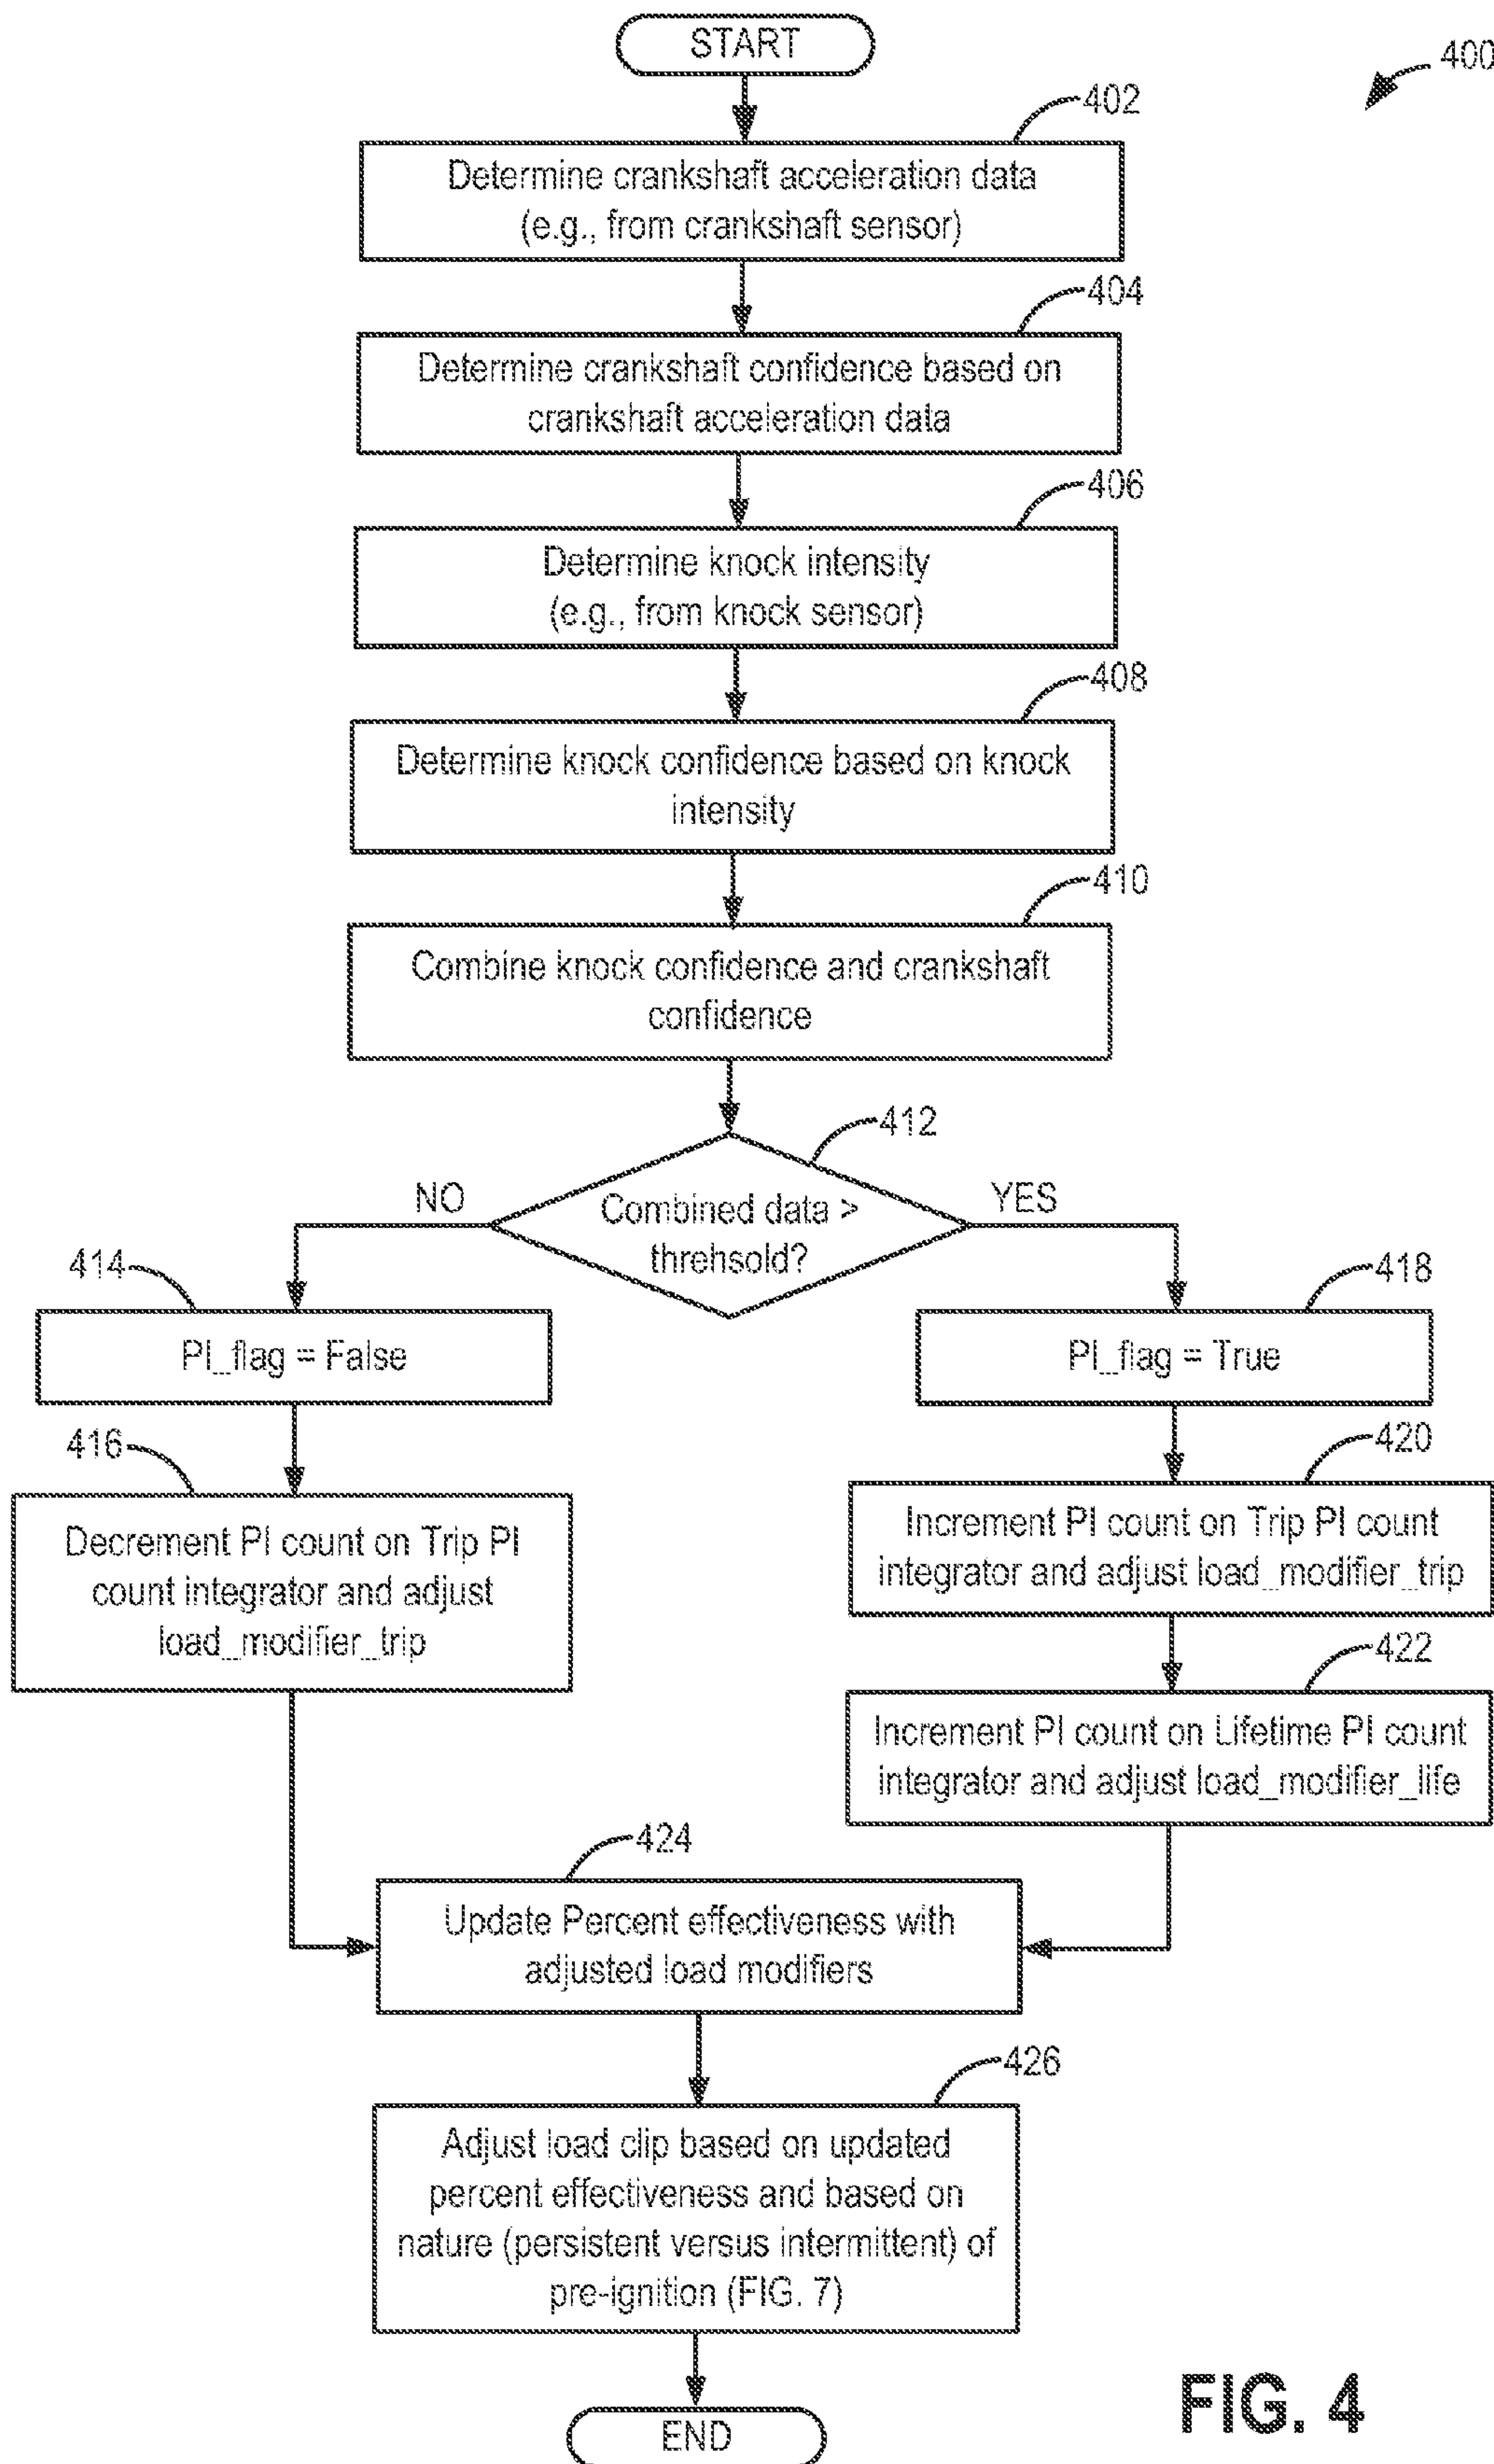 START
400
402
Determine crankshaft acceleration data
(e.g., from crankshaft sensor)
404
Determine crankshaft confidence based on
crankshaft acceleration data
406
Determine knock intensity
(e.g., from knock sensor)
408
Determine knock confidence based on knock
intensity
410
Combine knock confidence and crankshaft
confidence
412
Combined data >
threhsold?
NO
YES
414
PI_flag = False
418
PI_flag = True
416
Decrement PI count on Trip PI
count integrator and adjust
load_modifier_trip
420
Increment PI count on Trip PI count
integrator and adjust load_modifier_trip
422
Increment PI count on Lifetime PI count
integrator and adjust load_modifier_life
424
Update Percent effectiveness with
adjusted load modifiers
426
Adjust load clip based on updated
percent effectiveness and based on
nature (persistent versus intermittent) of
pre-ignition (FIG. 7)
END
FIG. 4